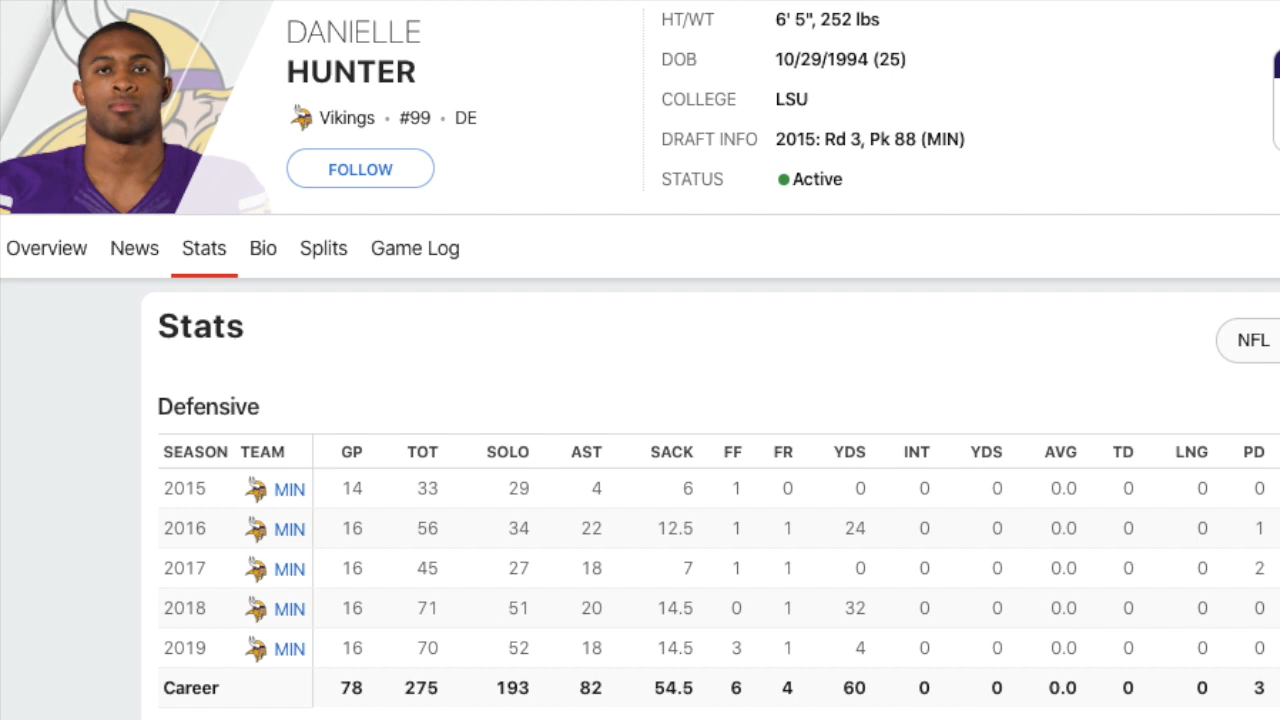 DANIELLE
HUNTER
Vikings • #99 • DE
FOLLOW
HT/WT 6' 5", 252 lbs
DOB 10/29/1994 (25)
COLLEGE LSU
DRAFT INFO 2015: Rd 3, Pk 88 (MIN)
STATUS Active
Overview News Stats Bio Splits Game Log
Stats
NFL
Defensive
SEASON TEAM GP TOT SOLO AST SACK FF FR YDS INT YDS AVG TD LNG PD
2015 MIN 14 33 29 4 6 1 0 0 0 0 0.0 0 0 0
2016 MIN 16 56 34 22 12.5 1 1 24 0 0 0.0 0 0 1
2017 MIN 16 45 27 18 7 1 1 0 0 0 0.0 0 0 2
2018 MIN 16 71 51 20 14.5 0 1 32 0 0 0.0 0 0 0
2019 MIN 16 70 52 18 14.5 3 1 4 0 0 0.0 0 0 0
Career 78 275 193 82 54.5 6 4 60 0 0 0.0 0 0 3